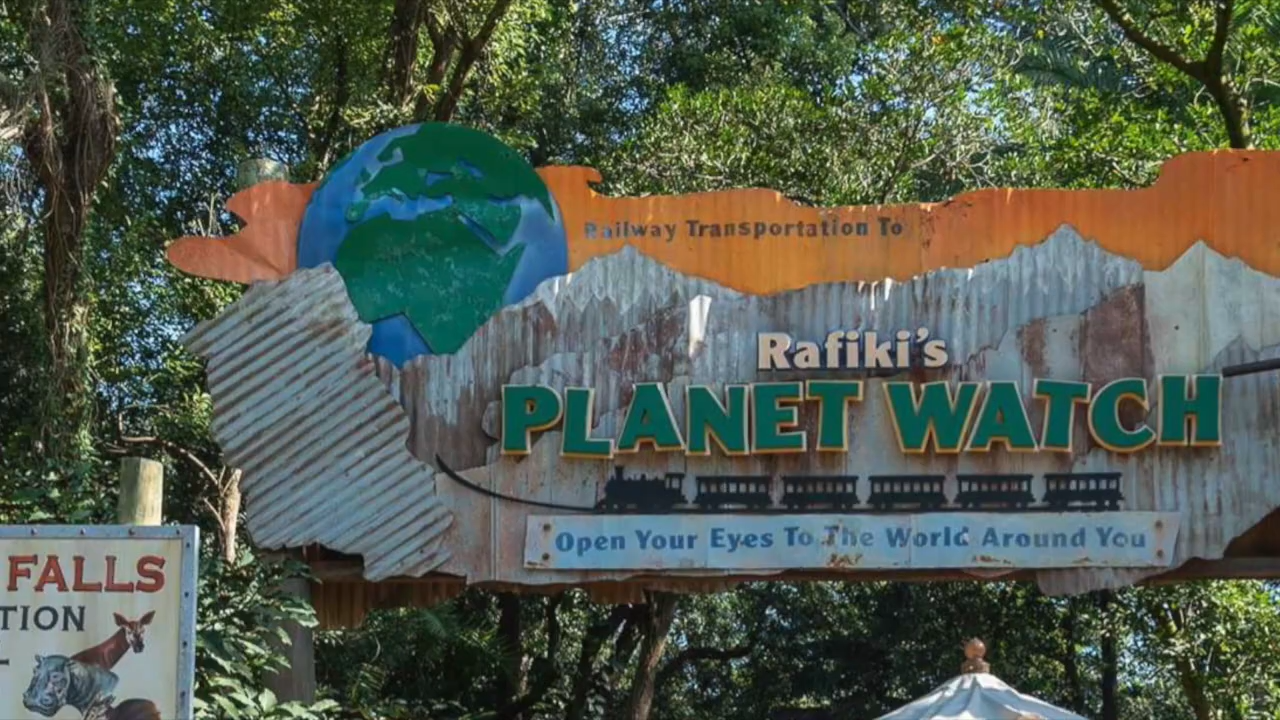 Railway Transportation To
Rafiki's
PLANET WATCH
Open Your Eyes To The World Around You
FALLS
TION